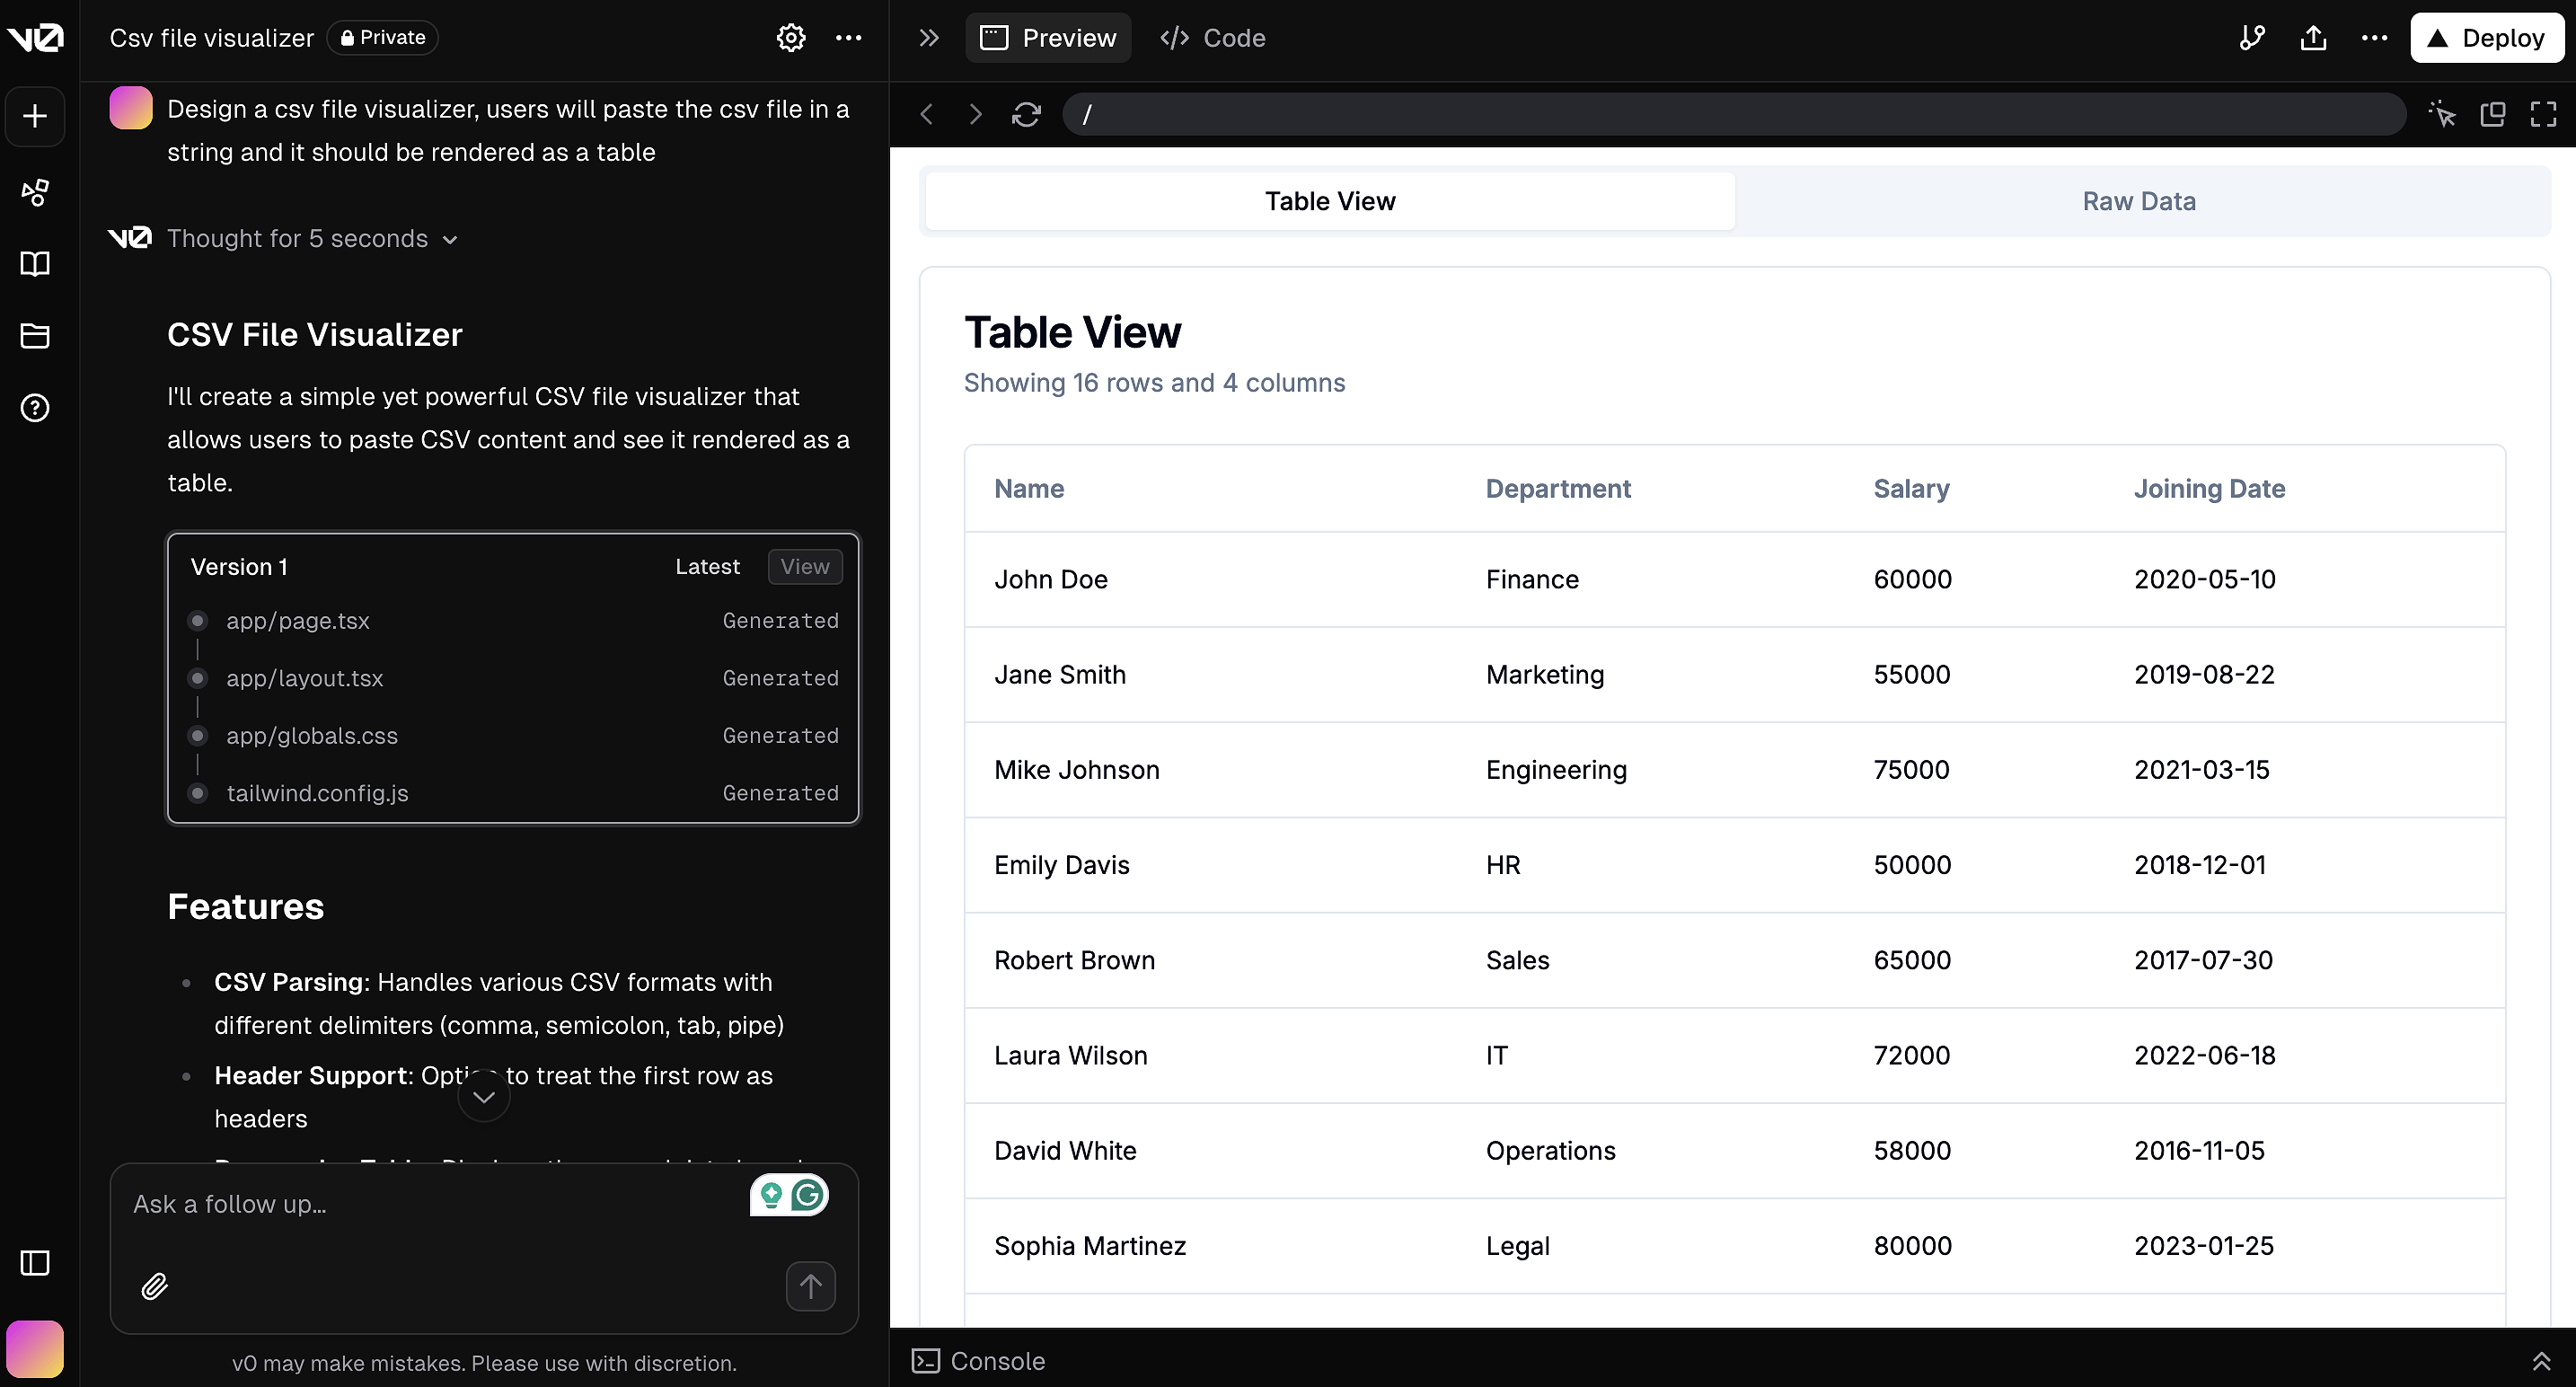 v0
Csv file visualizer
Private
Design a csv file visualizer, users will paste the csv file in a
string and it should be rendered as a table
v0 Thought for 5 seconds
CSV File Visualizer
I'll create a simple yet powerful CSV file visualizer that
allows users to paste CSV content and see it rendered as a
table.
Version 1 Latest View
app/page.tsx Generated
app/layout.tsx Generated
app/globals.css Generated
tailwind.config.js Generated
Features
CSV Parsing: Handles various CSV formats with
different delimiters (comma, semicolon, tab, pipe)
Header Support: Option to treat the first row as
headers
Ask a follow up...
v0 may make mistakes. Please use with discretion.
Preview Code Deploy
/
Table View Raw Data
Table View
Showing 16 rows and 4 columns
Name Department Salary Joining Date
John Doe Finance 60000 2020-05-10
Jane Smith Marketing 55000 2019-08-22
Mike Johnson Engineering 75000 2021-03-15
Emily Davis HR 50000 2018-12-01
Robert Brown Sales 65000 2017-07-30
Laura Wilson IT 72000 2022-06-18
David White Operations 58000 2016-11-05
Sophia Martinez Legal 80000 2023-01-25
Console